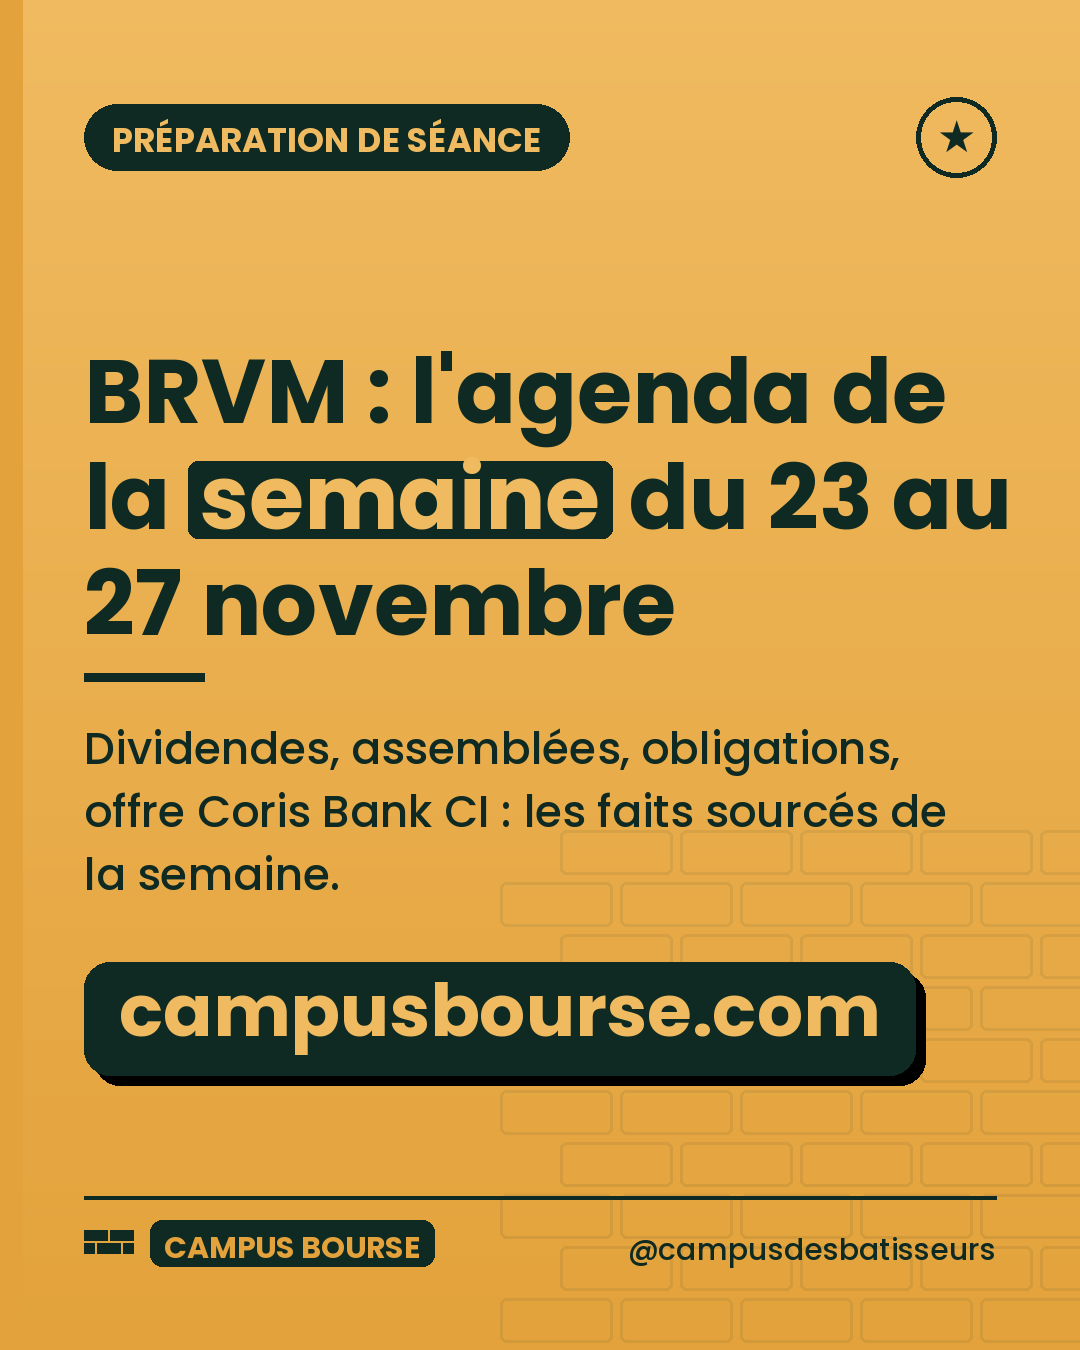 PRÉPARATION DE SÉANCE
BRVM : l'agenda de
la semaine du 23 au
27 novembre
Dividendes, assemblées, obligations,
offre Coris Bank CI : les faits sourcés de
la semaine.
campusbourse.com
CAMPUS BOURSE
@campusdesbatisseurs